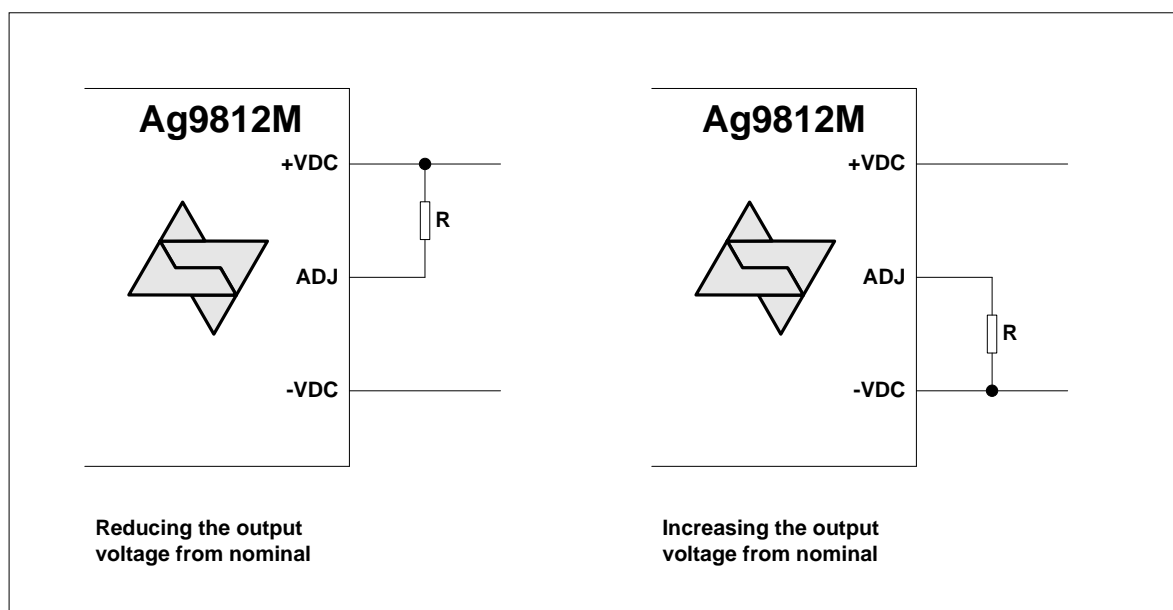 Ag9812M
+VDC
R
ADJ
-VDC
Reducing the output
voltage from nominal
Ag9812M
+VDC
ADJ
R
-VDC
Increasing the output
voltage from nominal